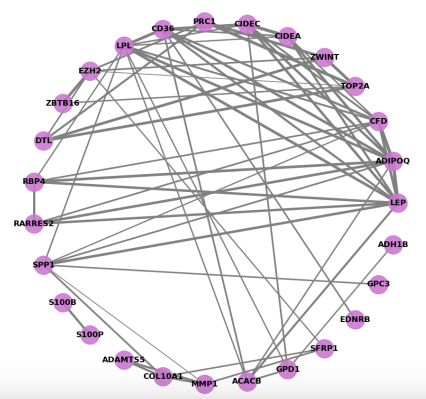 PRC1
CD36
CIDEC
LPL
CIDEA
ZWINT
EZH2
TOP2A
ZBTB16
CFD
DTL
ADIPOQ
RBP4
LEP
RARRES2
ADH1B
SPP1
GPC3
S100B
EDNRB
S100P
SFRP1
ADAMTS5
GPD1
COL10A1
ACACB
MMP1